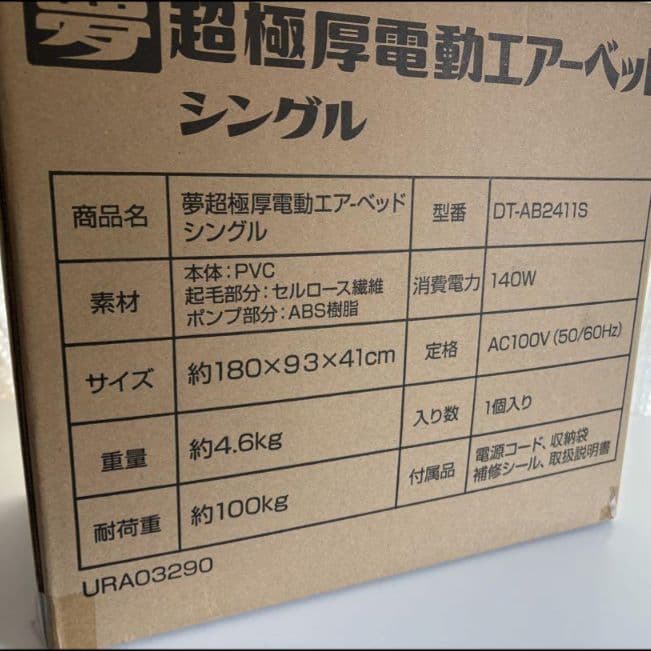 夢 超極厚電動エアーベッド
シングル
商品名 夢超極厚電動エアーベッド シングル 型番 DT-AB2411S
素材 本体:PVC
起毛部分:セルロース繊維
ポンプ部分:ABS樹脂
消費電力 140W
サイズ 約180×93×41cm 定格 AC100V(50/60Hz)
重量 約4.6kg 入り数 1個入り
耐荷重 約100kg 付属品 電源コード、収納袋
補修シール、取扱説明書
URA03290